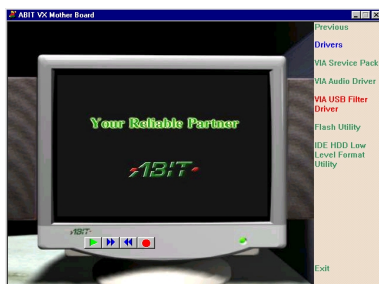 ABIT VX Mother Board
Previous
Drivers
VIA Srevice Pack
VIA Audio Driver
VIA USB Filter
Driver
Flash Utility
IDE HDD Low
Level Format
Utility
Exit
Your Reliable Partner
ABIT
ABIT